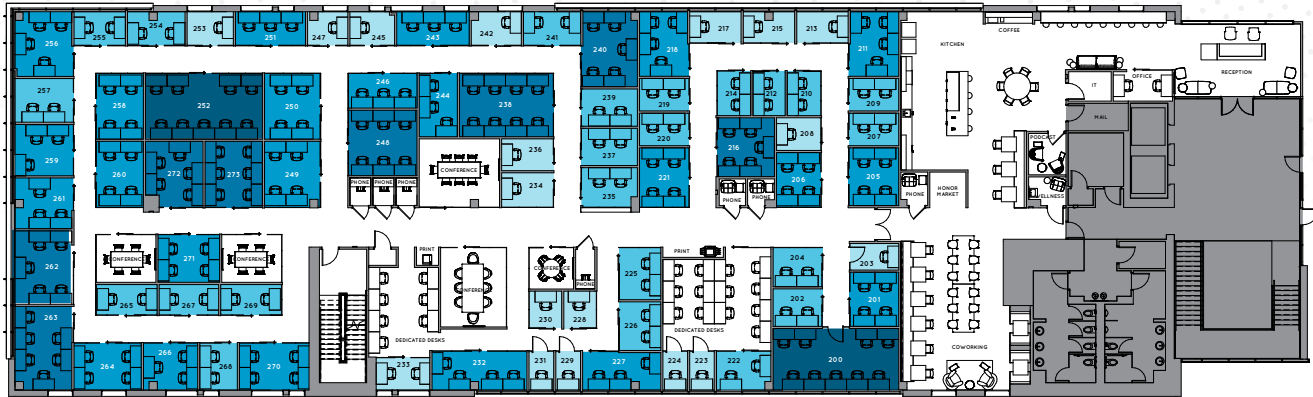 256
255
254
253
251
247
245
243
242
241
240
218
217
215
213
211
KITCHEN
COFFEE
RECEPTION
OFFICE
IT
257
258
252
250
246
244
238
239
219
214
212
210
209
MAIL
259
260
272
273
249
248
CONFERENCE
236
237
220
216
208
207
PODCAST
261
PHONE
PHONE
PHONE
234
235
221
206
205
PHONE
PHONE
PHONE
HONOR
MARKET
WELLNESS
262
CONFERENCE
271
CONFERENCE
PRINT
CONFERENCE
CONFERENCE
PHONE
225
PRINT
204
203
265
267
269
263
230
228
226
202
201
DEDICATED DESKS
DEDICATED DESKS
COWORKING
264
266
268
270
233
232
231
229
227
224
223
222
200